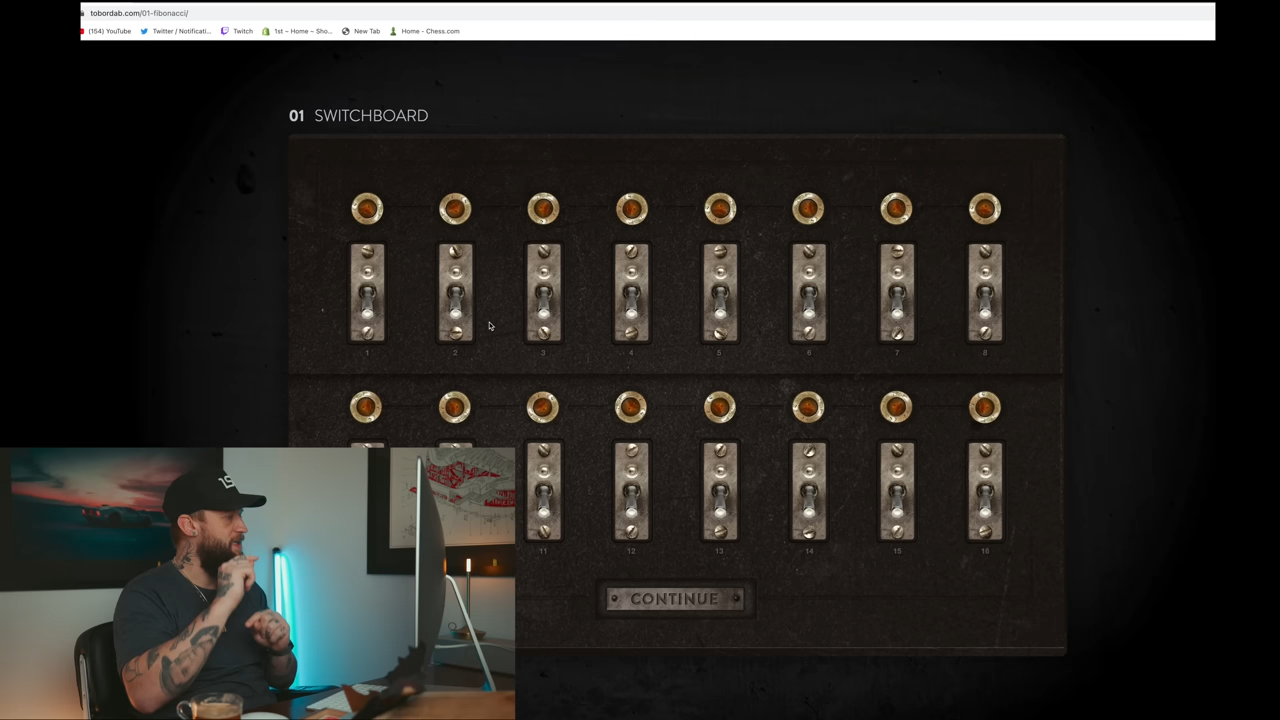 tobordab.com/01-fibonacci/
(154) YouTube Twitter / Notificati... Twitch 1st – Home – Sho... New Tab Home - Chess.com
01 SWITCHBOARD
1 2 3 4 5 6 7 8
11 12 13 14 15 16
CONTINUE